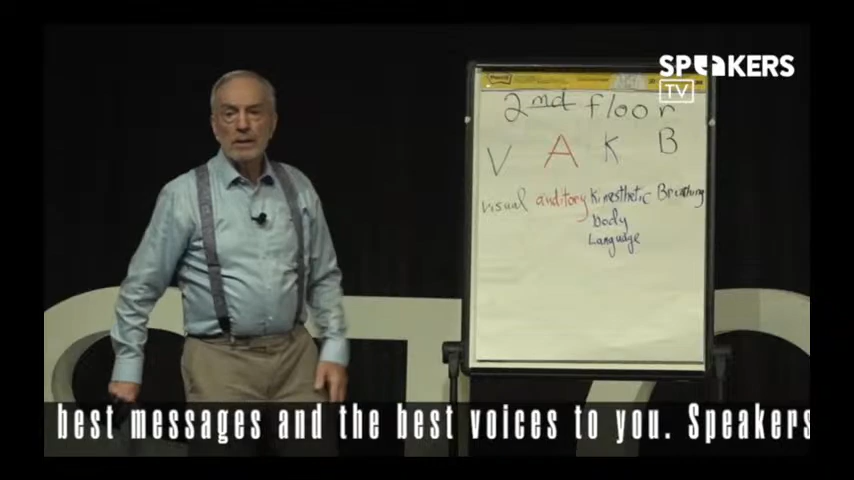 SPEAKERS
TV
2nd floor
V A K B
visual auditory Kinesthetic Breathing
body
Language
best messages and the best voices to you. Speakers